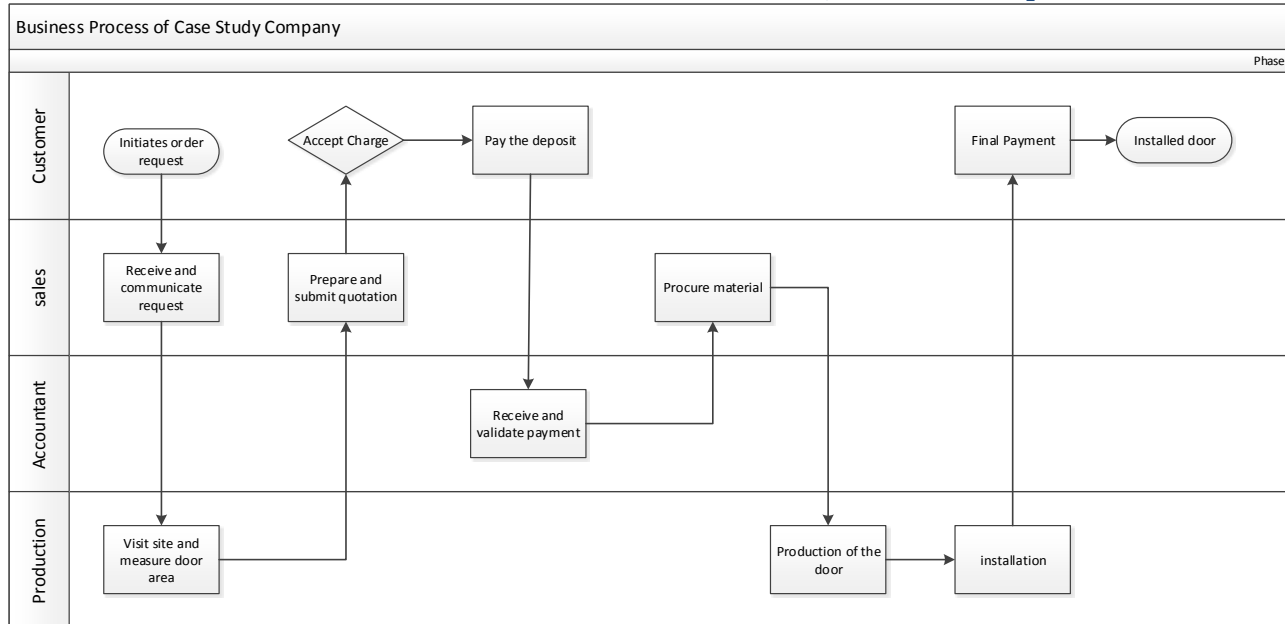 Business Process of Case Study Company
Phase
Customer
Initiates order
request
Accept Charge
Pay the deposit
Final Payment
Installed door
sales
Receive and
communicate
request
Prepare and
submit quotation
Procure material
Accountant
Receive and
validate payment
Production
Visit site and
measure door
area
Production of the
door
installation